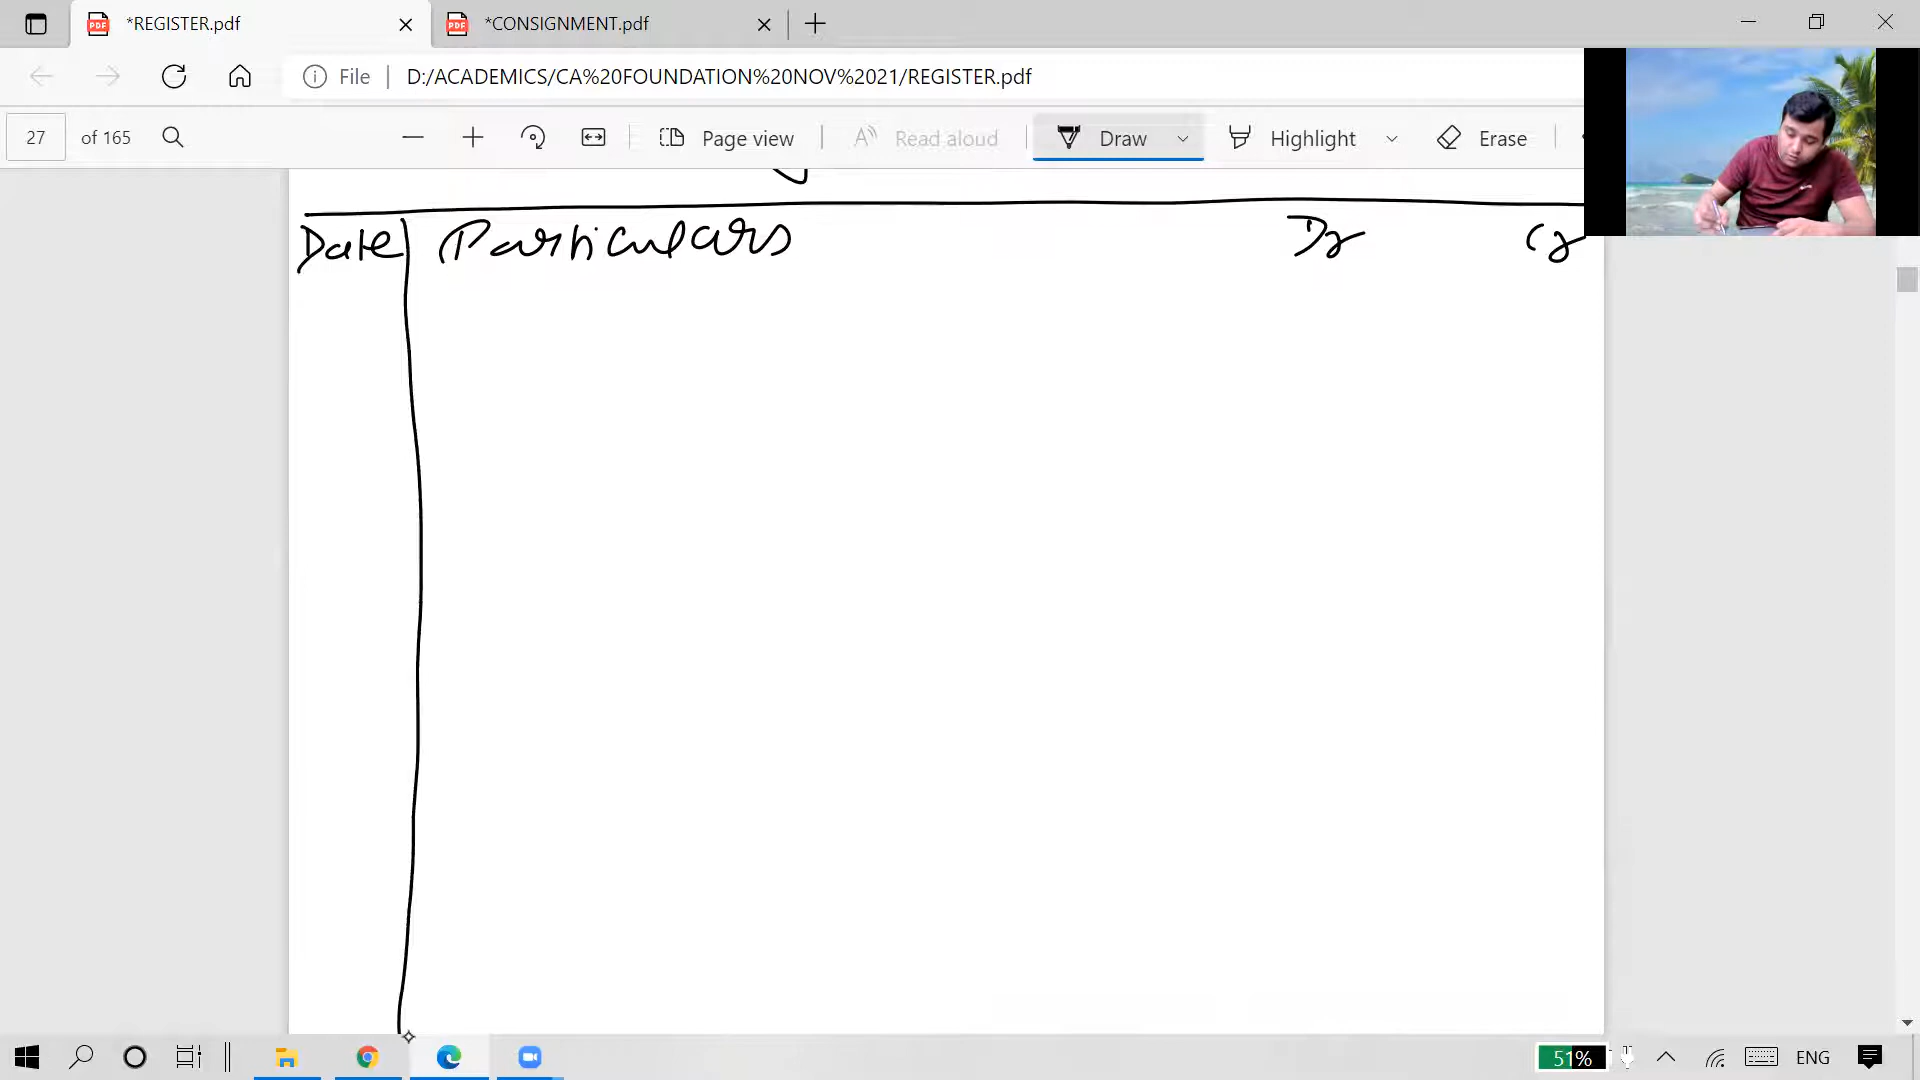 *REGISTER.pdf
*CONSIGNMENT.pdf
File
D:/ACADEMICS/CA%20FOUNDATION%20NOV%2021/REGISTER.pdf
27 of 165
Page view
Read aloud
Draw
Highlight
Erase
Date Particulars Dr Cr
51%
ENG